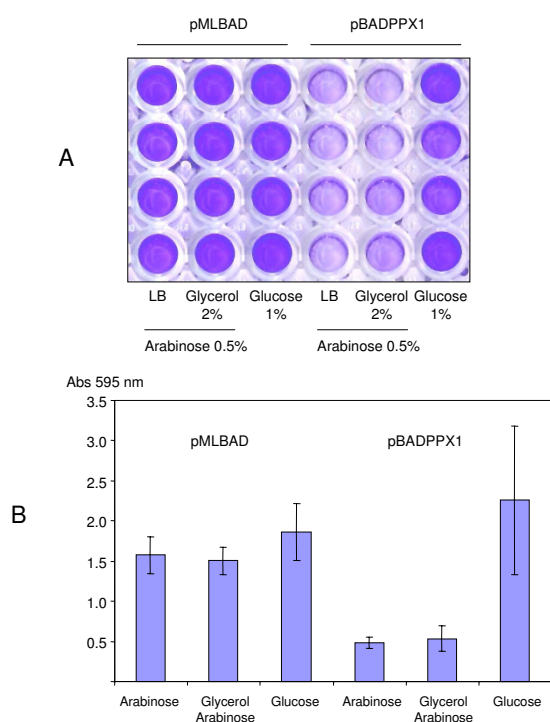 pMLBAD pBADPPX1
A
LB Glycerol 2% Glucose 1% LB Glycerol 2% Glucose 1%
Arabinose 0.5% Arabinose 0.5%
Abs 595 nm
3.5
pMLBAD pBADPPX1
3.0
2.5
B
2.0
1.5
1.0
0.5
Arabinose Glycerol Arabinose Glucose Arabinose Glycerol Arabinose Glucose